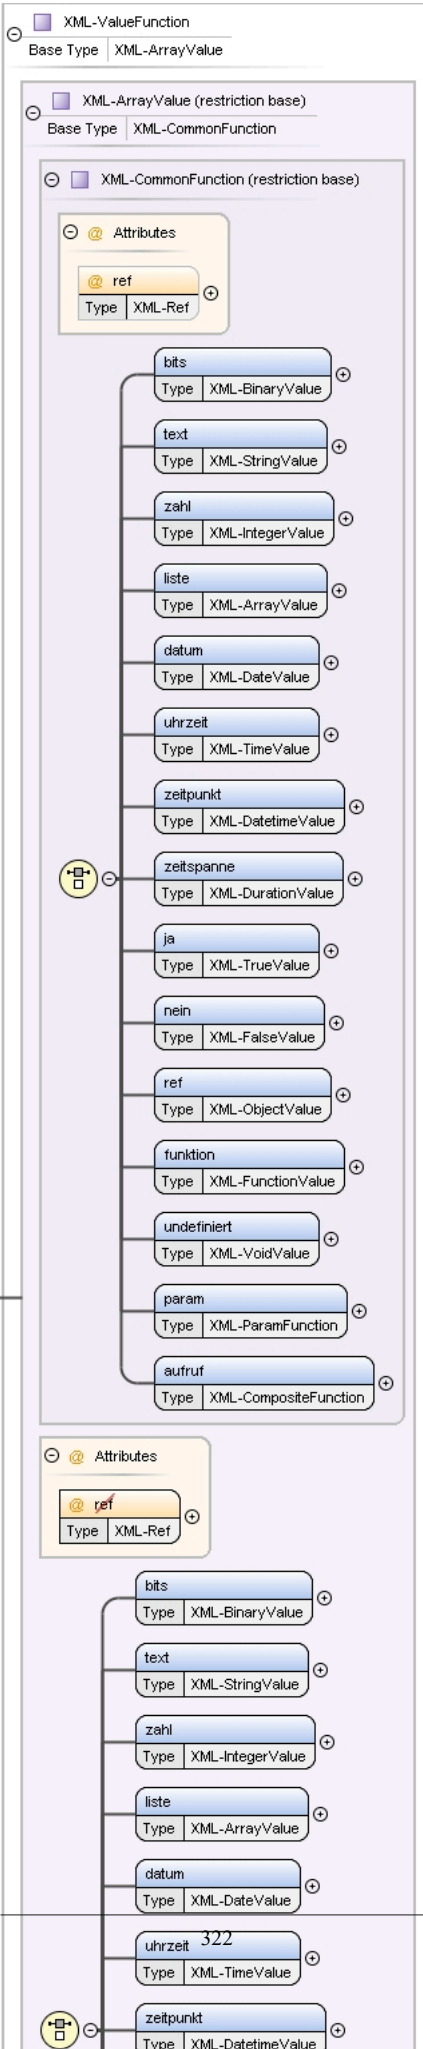 XML-ValueFunction
Base Type XML-ArrayValue
XML-ArrayValue (restriction base)
Base Type XML-CommonFunction
XML-CommonFunction (restriction base)
@ Attributes
@ ref
Type XML-Ref
bits
Type XML-BinaryValue
text
Type XML-StringValue
zahl
Type XML-IntegerValue
liste
Type XML-ArrayValue
datum
Type XML-DateValue
uhrzeit
Type XML-TimeValue
zeitpunkt
Type XML-DatetimeValue
zeitspanne
Type XML-DurationValue
ja
Type XML-TrueValue
nein
Type XML-FalseValue
ref
Type XML-ObjectValue
funktion
Type XML-FunctionValue
undefiniert
Type XML-VoidValue
param
Type XML-ParamFunction
aufruf
Type XML-CompositeFunction
@ Attributes
@ ref
Type XML-Ref
bits
Type XML-BinaryValue
text
Type XML-StringValue
zahl
Type XML-IntegerValue
liste
Type XML-ArrayValue
datum
Type XML-DateValue
uhrzeit 322
Type XML-TimeValue
zeitpunkt
Type XML-DatetimeValue